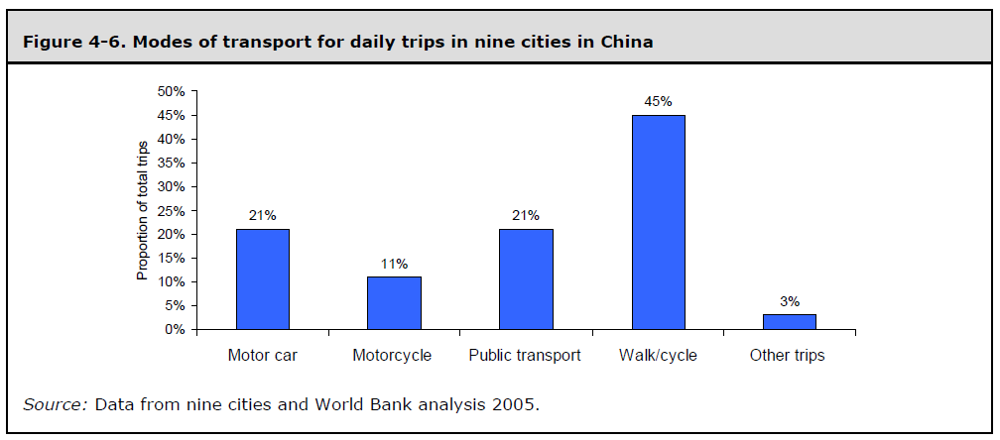 Figure 4-6. Modes of transport for daily trips in nine cities in China
Proportion of total trips
50%
45%
40%
35%
30%
25%
20%
15%
10%
5%
0%
21%
11%
21%
45%
3%
Motor car
Motorcycle
Public transport
Walk/cycle
Other trips
Source: Data from nine cities and World Bank analysis 2005.